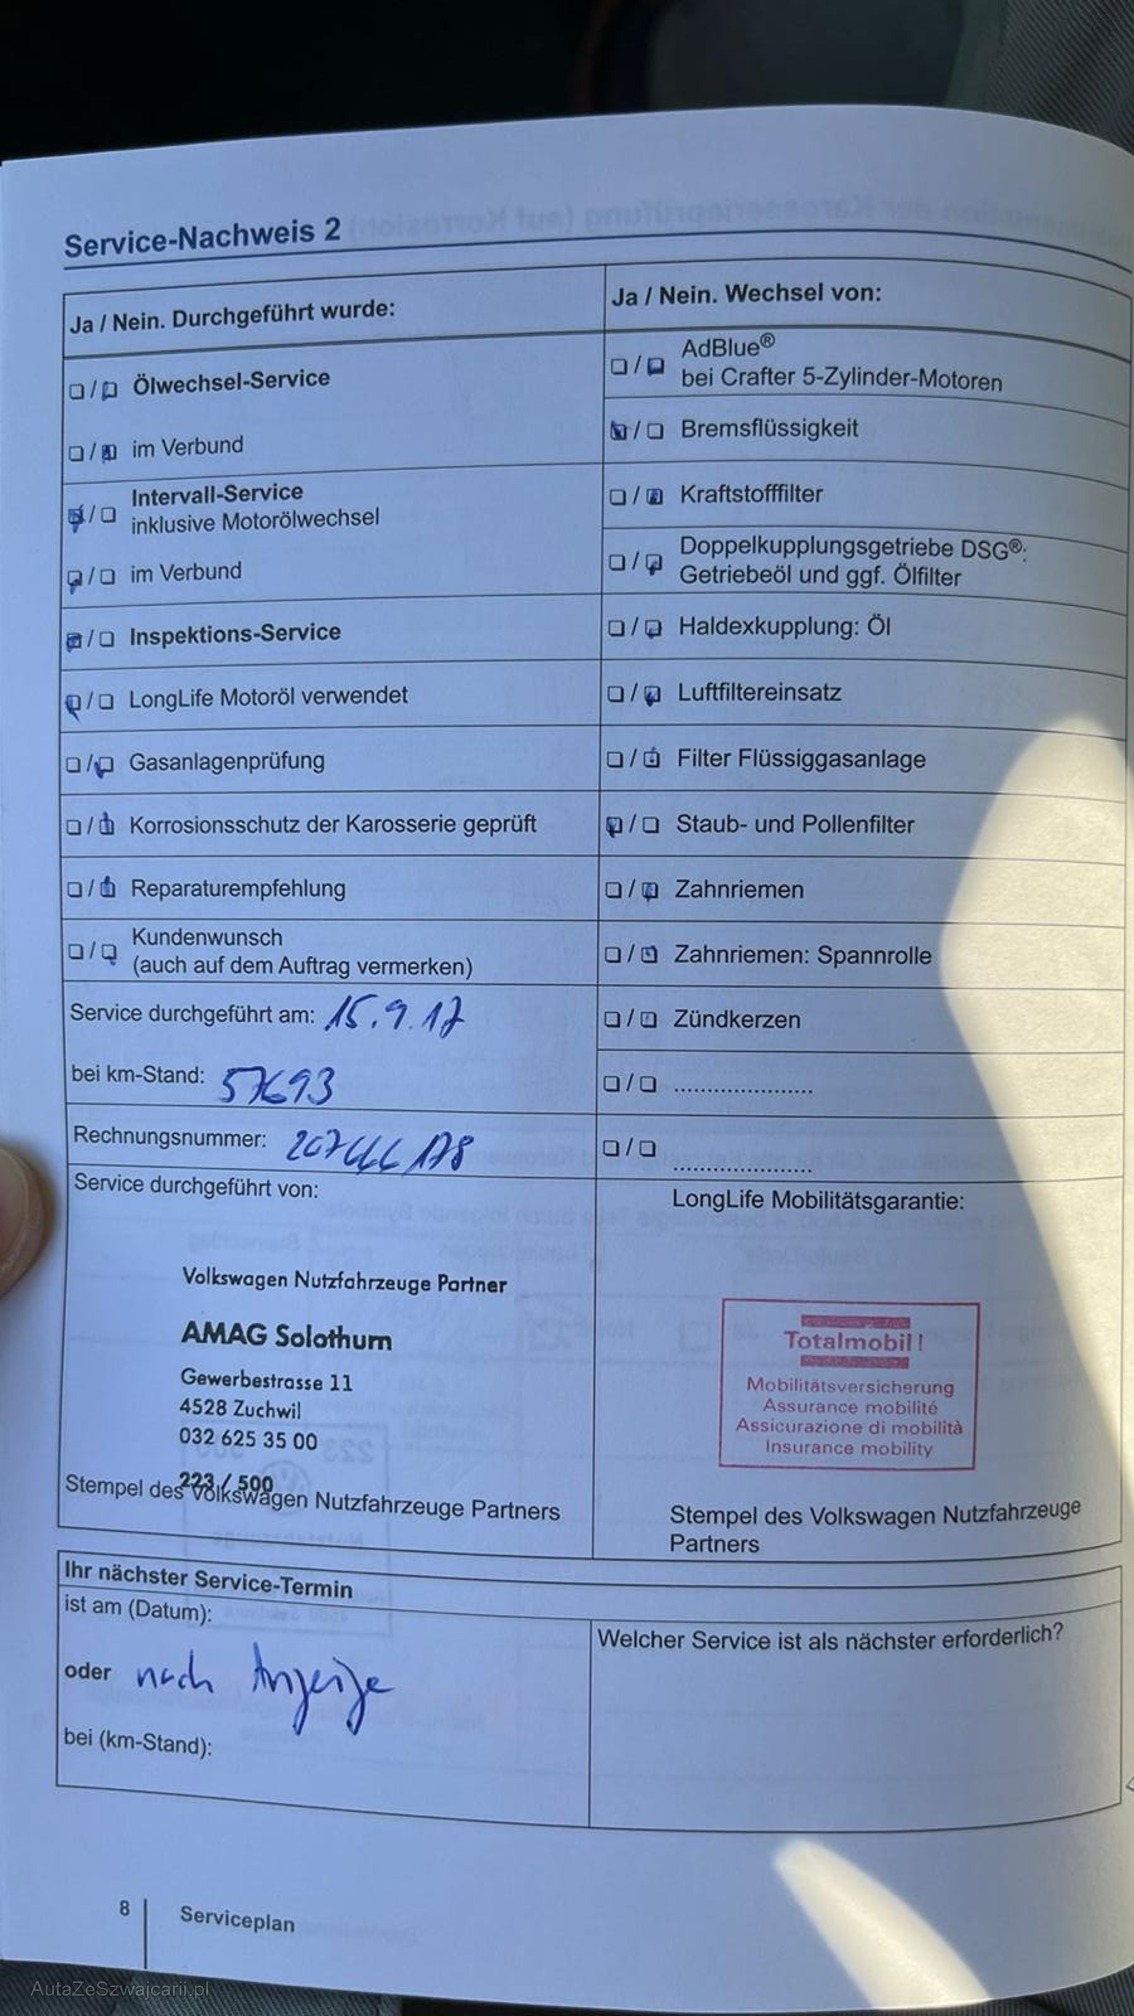 Service-Nachweis 2
Ja / Nein. Durchgeführt wurde:
Ölwechsel-Service
im Verbund
Intervall-Service
inklusive Motorölwechsel
im Verbund
Inspektions-Service
LongLife Motoröl verwendet
Gasanlagenprüfung
Korrosionsschutz der Karosserie geprüft
Reparaturempfehlung
Kundenwunsch
(auch auf dem Auftrag vermerken)
Service durchgeführt am: 15.9.17
bei km-Stand: 57693
Rechnungsnummer:
Service durchgeführt von:
Volkswagen Nutzfahrzeuge Partner
AMAG Solothurn
Gewerbestrasse 11
4528 Zuchwil
032 625 35 00
223 / 500
Stempel des Volkswagen Nutzfahrzeuge Partners
Ja / Nein. Wechsel von:
AdBlue®
bei Crafter 5-Zylinder-Motoren
Bremsflüssigkeit
Kraftstofffilter
Doppelkupplungsgetriebe DSG®:
Getriebeöl und ggf. Ölfilter
Haldexkupplung: Öl
Luftfiltereinsatz
Filter Flüssiggasanlage
Staub- und Pollenfilter
Zahnriemen
Zahnriemen: Spannrolle
Zündkerzen
LongLife Mobilitätsgarantie:
Totalmobil!
Mobilitätsversicherung
Assurance mobilité
Assicurazione di mobilità
Insurance mobility
Stempel des Volkswagen Nutzfahrzeuge
Partners
Ihr nächster Service-Termin
ist am (Datum):
oder nach Anzeige
bei (km-Stand):
Welcher Service ist als nächster erforderlich?
8
Serviceplan
AutaZeSzwajcarii.pl